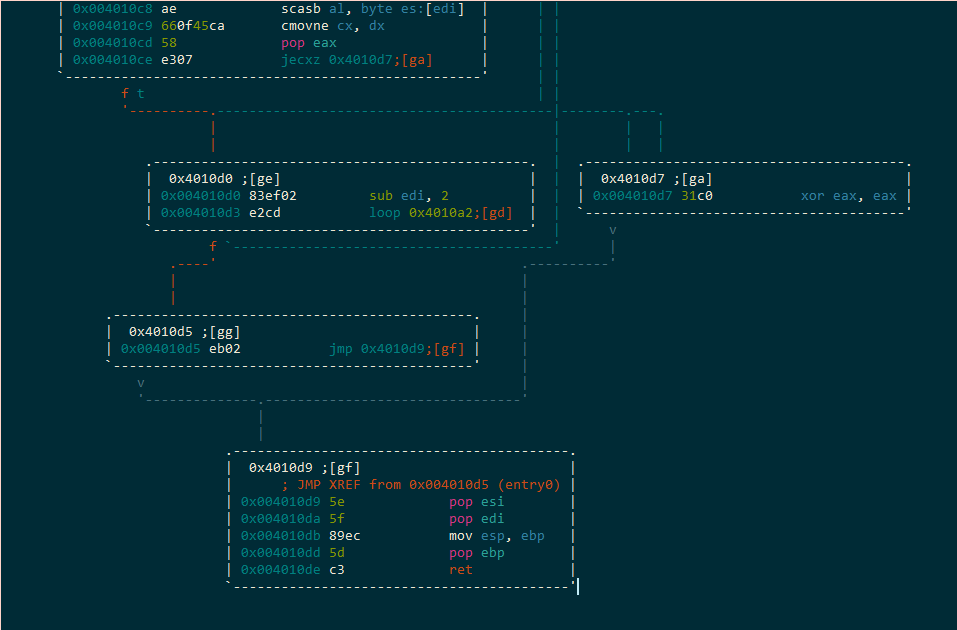 0x004010c8 ae scasb al, byte es:[edi]
0x004010c9 660f45ca cmovne cx, dx
0x004010cd 58 pop eax
0x004010ce e307 jecxz 0x4010d7;[ga]
f t
0x4010d0 ;[ge]
0x004010d0 83ef02 sub edi, 2
0x004010d3 e2cd loop 0x4010a2;[gd]
0x4010d7 ;[ga]
0x004010d7 31c0 xor eax, eax
v
f
0x4010d5 ;[gg]
0x004010d5 eb02 jmp 0x4010d9;[gf]
v
0x4010d9 ;[gf]
; JMP XREF from 0x004010d5 (entry0)
0x004010d9 5e pop esi
0x004010da 5f pop edi
0x004010db 89ec mov esp, ebp
0x004010dd 5d pop ebp
0x004010de c3 ret